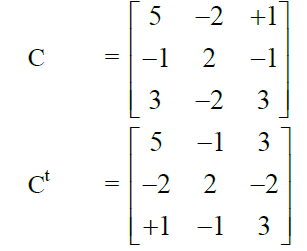 C = [5 −2 +1
−1 2 −1
3 −2 3]
Cᵗ = [5 −1 3
−2 2 −2
+1 −1 3]